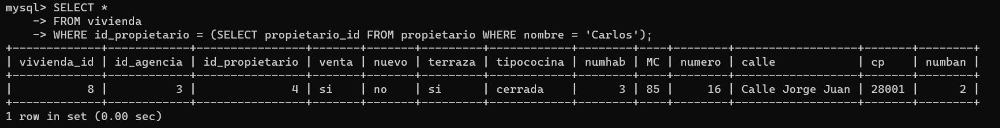 mysql> SELECT *
    -> FROM vivienda
    -> WHERE id_propietario = (SELECT propietario_id FROM propietario WHERE nombre = 'Carlos');
+-------------+------------+----------------+-------+-------+---------+------------+--------+----+--------+------------------+-------+--------+
| vivienda_id | id_agencia | id_propietario | venta | nuevo | terraza | tipococina | numhab | MC | numero | calle            | cp    | numban |
+-------------+------------+----------------+-------+-------+---------+------------+--------+----+--------+------------------+-------+--------+
|           8 |          3 |              4 | si    | no    | si      | cerrada    |      3 | 85 |     16 | Calle Jorge Juan | 28001 |      2 |
+-------------+------------+----------------+-------+-------+---------+------------+--------+----+--------+------------------+-------+--------+
1 row in set (0.00 sec)